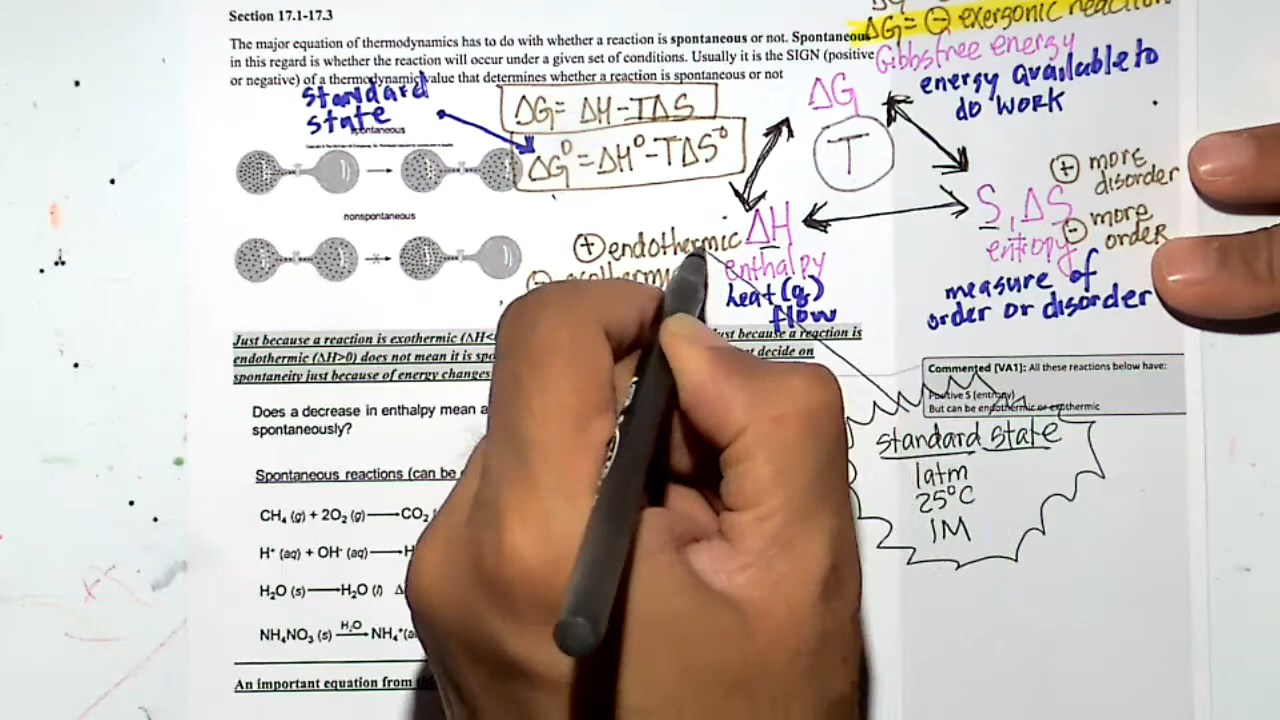 Section 17.1-17.3
ΔG = ⊖ exergonic reaction
The major equation of thermodynamics has to do with whether a reaction is spontaneous or not. Spontaneous
in this regard is whether the reaction will occur under a given set of conditions. Usually it is the SIGN (positive
or negative) of a thermodynamic value that determines whether a reaction is spontaneous or not
Gibbs free energy
energy available to
do WORK
ΔG
T
standard
state
ΔG = ΔH - TΔS
ΔG° = ΔH° - TΔS°
spontaneous
nonspontaneous
⊕ more
disorder
S, ΔS
⊖ more
order
entropy
measure of
order or disorder
⊕ endothermic ΔH
enthalpy
heat (q)
flow
Just because a reaction is exothermic (ΔH< just because a reaction is
endothermic (ΔH>0) does not mean it is decide on
spontaneity just because of energy changes
Commented [VA1]: All these reactions below have:
Positive S (entropy)
But can be endothermic or exothermic
Does a decrease in enthalpy mean a
spontaneously?
standard state
1atm
25°C
1M
Spontaneous reactions (can be
CH₄ (g) + 2O₂ (g) ⟶ CO₂
H⁺ (aq) + OH⁻ (aq) ⟶ H
H₂O (s) ⟶ H₂O (l) Δ
NH₄NO₃ (s) H₂O⟶ NH₄⁺(a
An important equation from